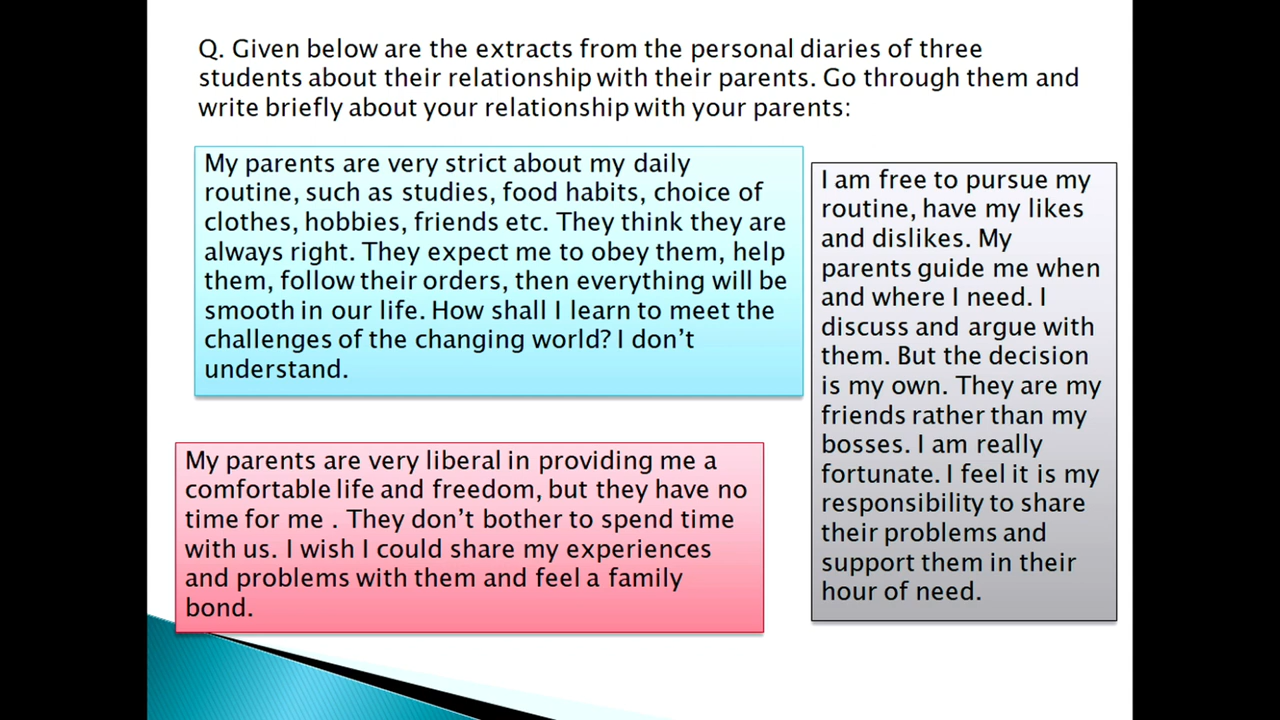 Q. Given below are the extracts from the personal diaries of three
students about their relationship with their parents. Go through them and
write briefly about your relationship with your parents:
My parents are very strict about my daily
routine, such as studies, food habits, choice of
clothes, hobbies, friends etc. They think they are
always right. They expect me to obey them, help
them, follow their orders, then everything will be
smooth in our life. How shall I learn to meet the
challenges of the changing world? I don't
understand.
I am free to pursue my
routine, have my likes
and dislikes. My
parents guide me when
and where I need. I
discuss and argue with
them. But the decision
is my own. They are my
friends rather than my
bosses. I am really
fortunate. I feel it is my
responsibility to share
their problems and
support them in their
hour of need.
My parents are very liberal in providing me a
comfortable life and freedom, but they have no
time for me . They don't bother to spend time
with us. I wish I could share my experiences
and problems with them and feel a family
bond.